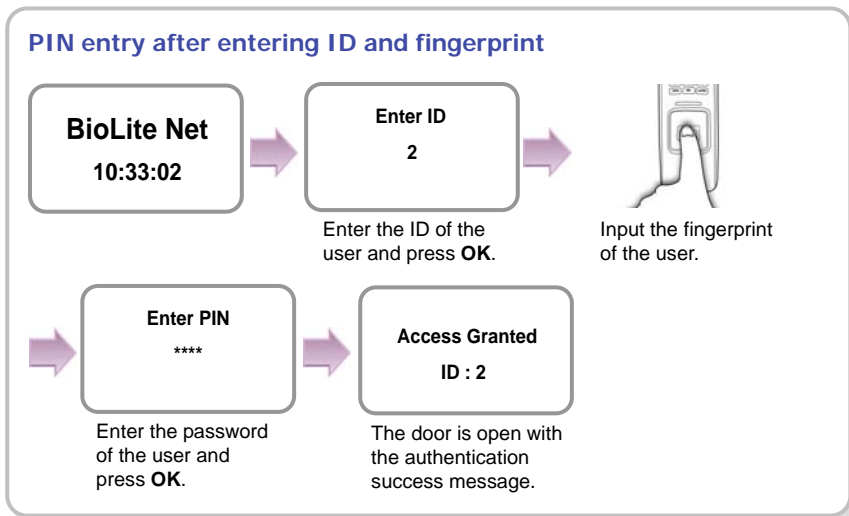 PIN entry after entering ID and fingerprint
BioLite Net
10:33:02
Enter ID
2
Enter the ID of the
user and press OK.
Input the fingerprint
of the user.
Enter PIN
****
Enter the password
of the user and
press OK.
Access Granted
ID : 2
The door is open with
the authentication
success message.